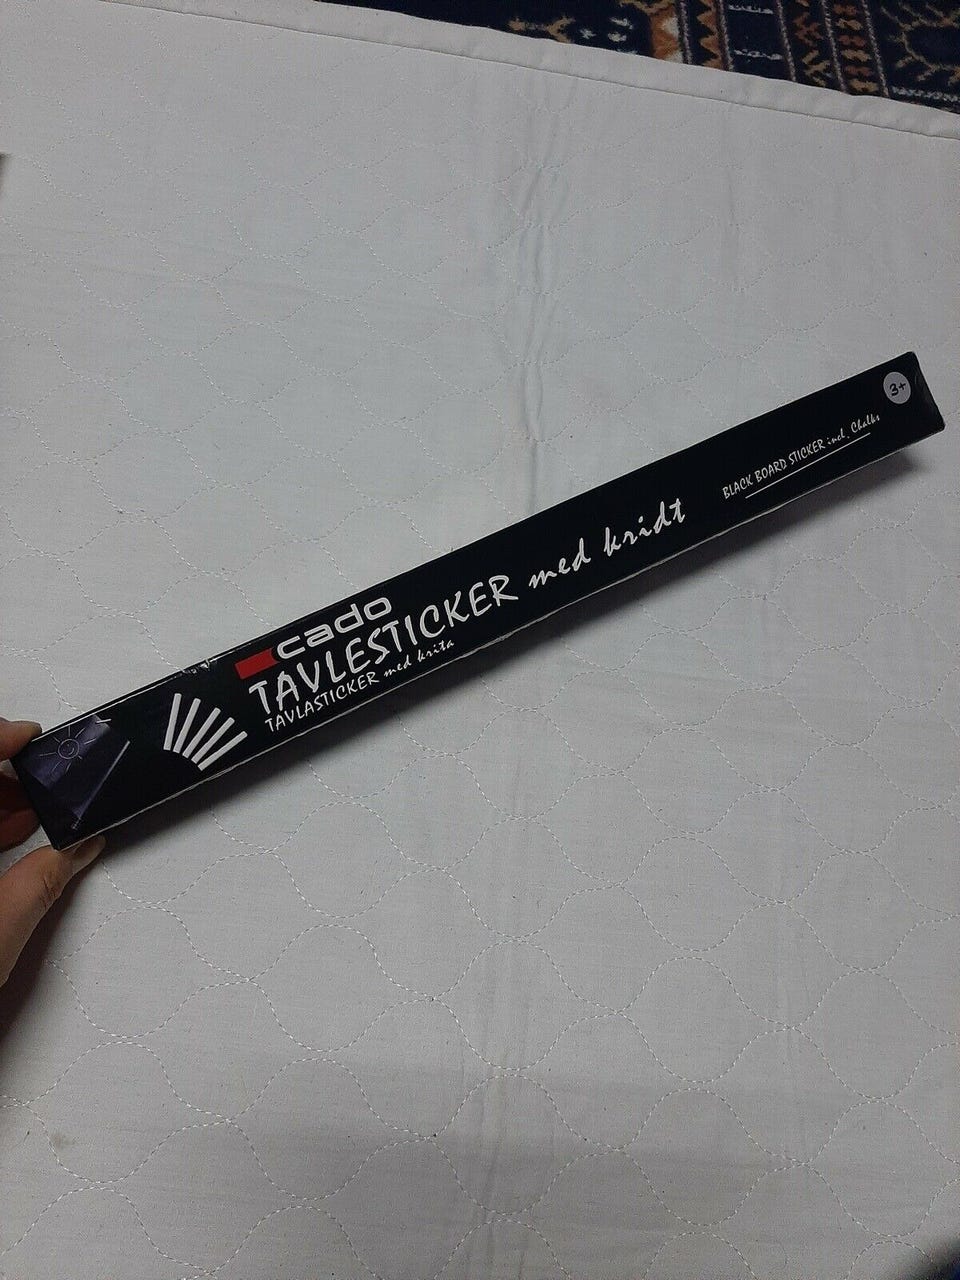 cado
TAVLESTICKER med kridt
TAVLASTICKER med krita
BLACK BOARD STICKER incl. Chalks
3+